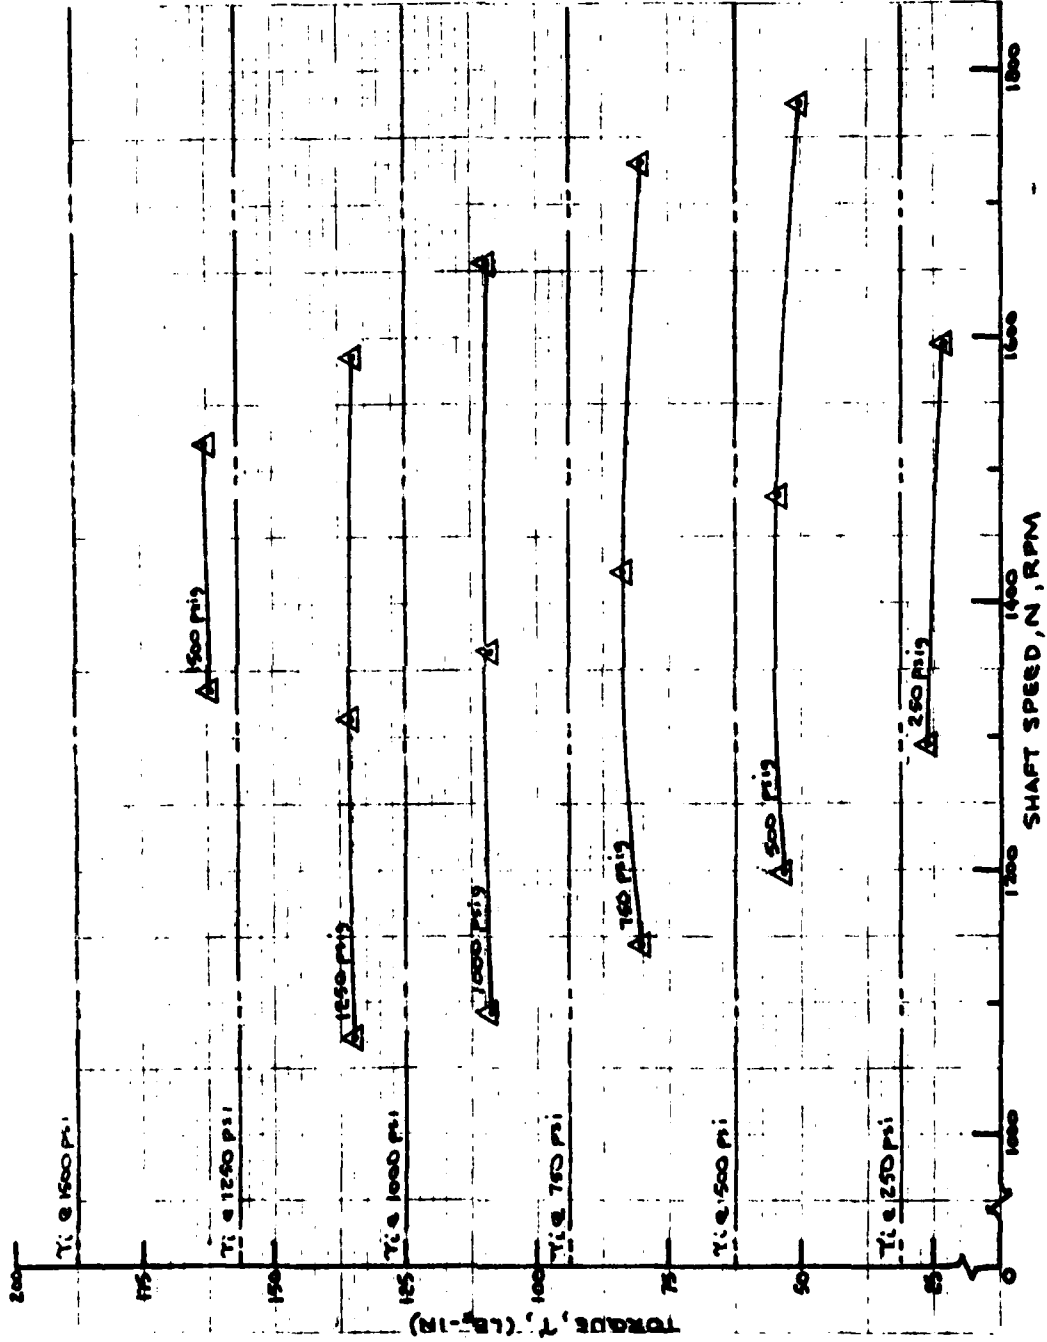 TORQUE, T, (LBF-IN)
200
175
150
125
100
75
50
25
0
Ti @ 1500 psi
Ti @ 1250 psi
Ti @ 1000 psi
Ti @ 750 psi
Ti @ 500 psi
Ti @ 250 psi
1500 psig
1250 psig
1000 psig
750 psig
500 psig
250 psig
1000
1200
1400
1600
1800
SHAFT SPEED, N, RPM